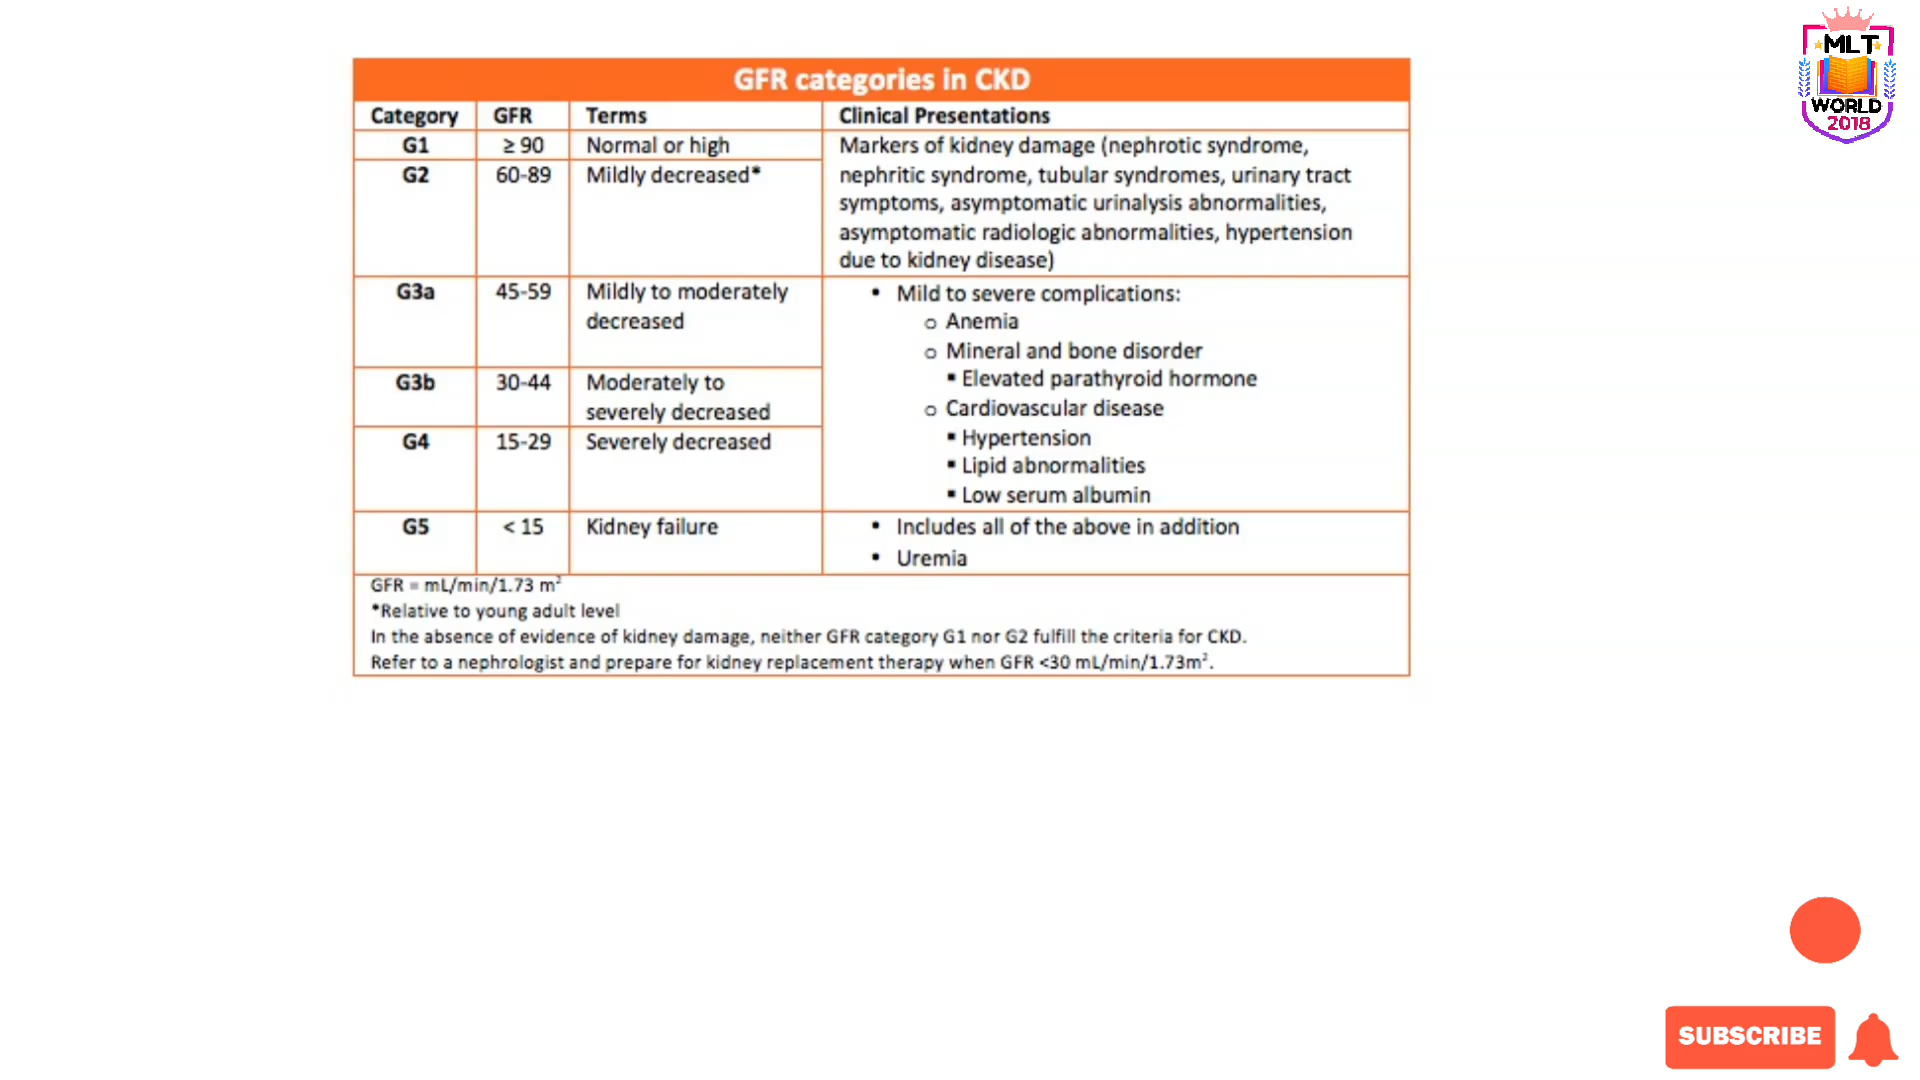 GFR categories in CKD
Category GFR Terms Clinical Presentations
G1 ≥ 90 Normal or high Markers of kidney damage (nephrotic syndrome,
G2 60-89 Mildly decreased* nephritic syndrome, tubular syndromes, urinary tract
symptoms, asymptomatic urinalysis abnormalities,
asymptomatic radiologic abnormalities, hypertension
due to kidney disease)
G3a 45-59 Mildly to moderately • Mild to severe complications:
decreased o Anemia
o Mineral and bone disorder
G3b 30-44 Moderately to ▪ Elevated parathyroid hormone
severely decreased o Cardiovascular disease
G4 15-29 Severely decreased ▪ Hypertension
▪ Lipid abnormalities
▪ Low serum albumin
G5 < 15 Kidney failure • Includes all of the above in addition
• Uremia
GFR = mL/min/1.73 m²
*Relative to young adult level
In the absence of evidence of kidney damage, neither GFR category G1 nor G2 fulfill the criteria for CKD.
Refer to a nephrologist and prepare for kidney replacement therapy when GFR <30 mL/min/1.73m².
MLT
WORLD
2018
SUBSCRIBE